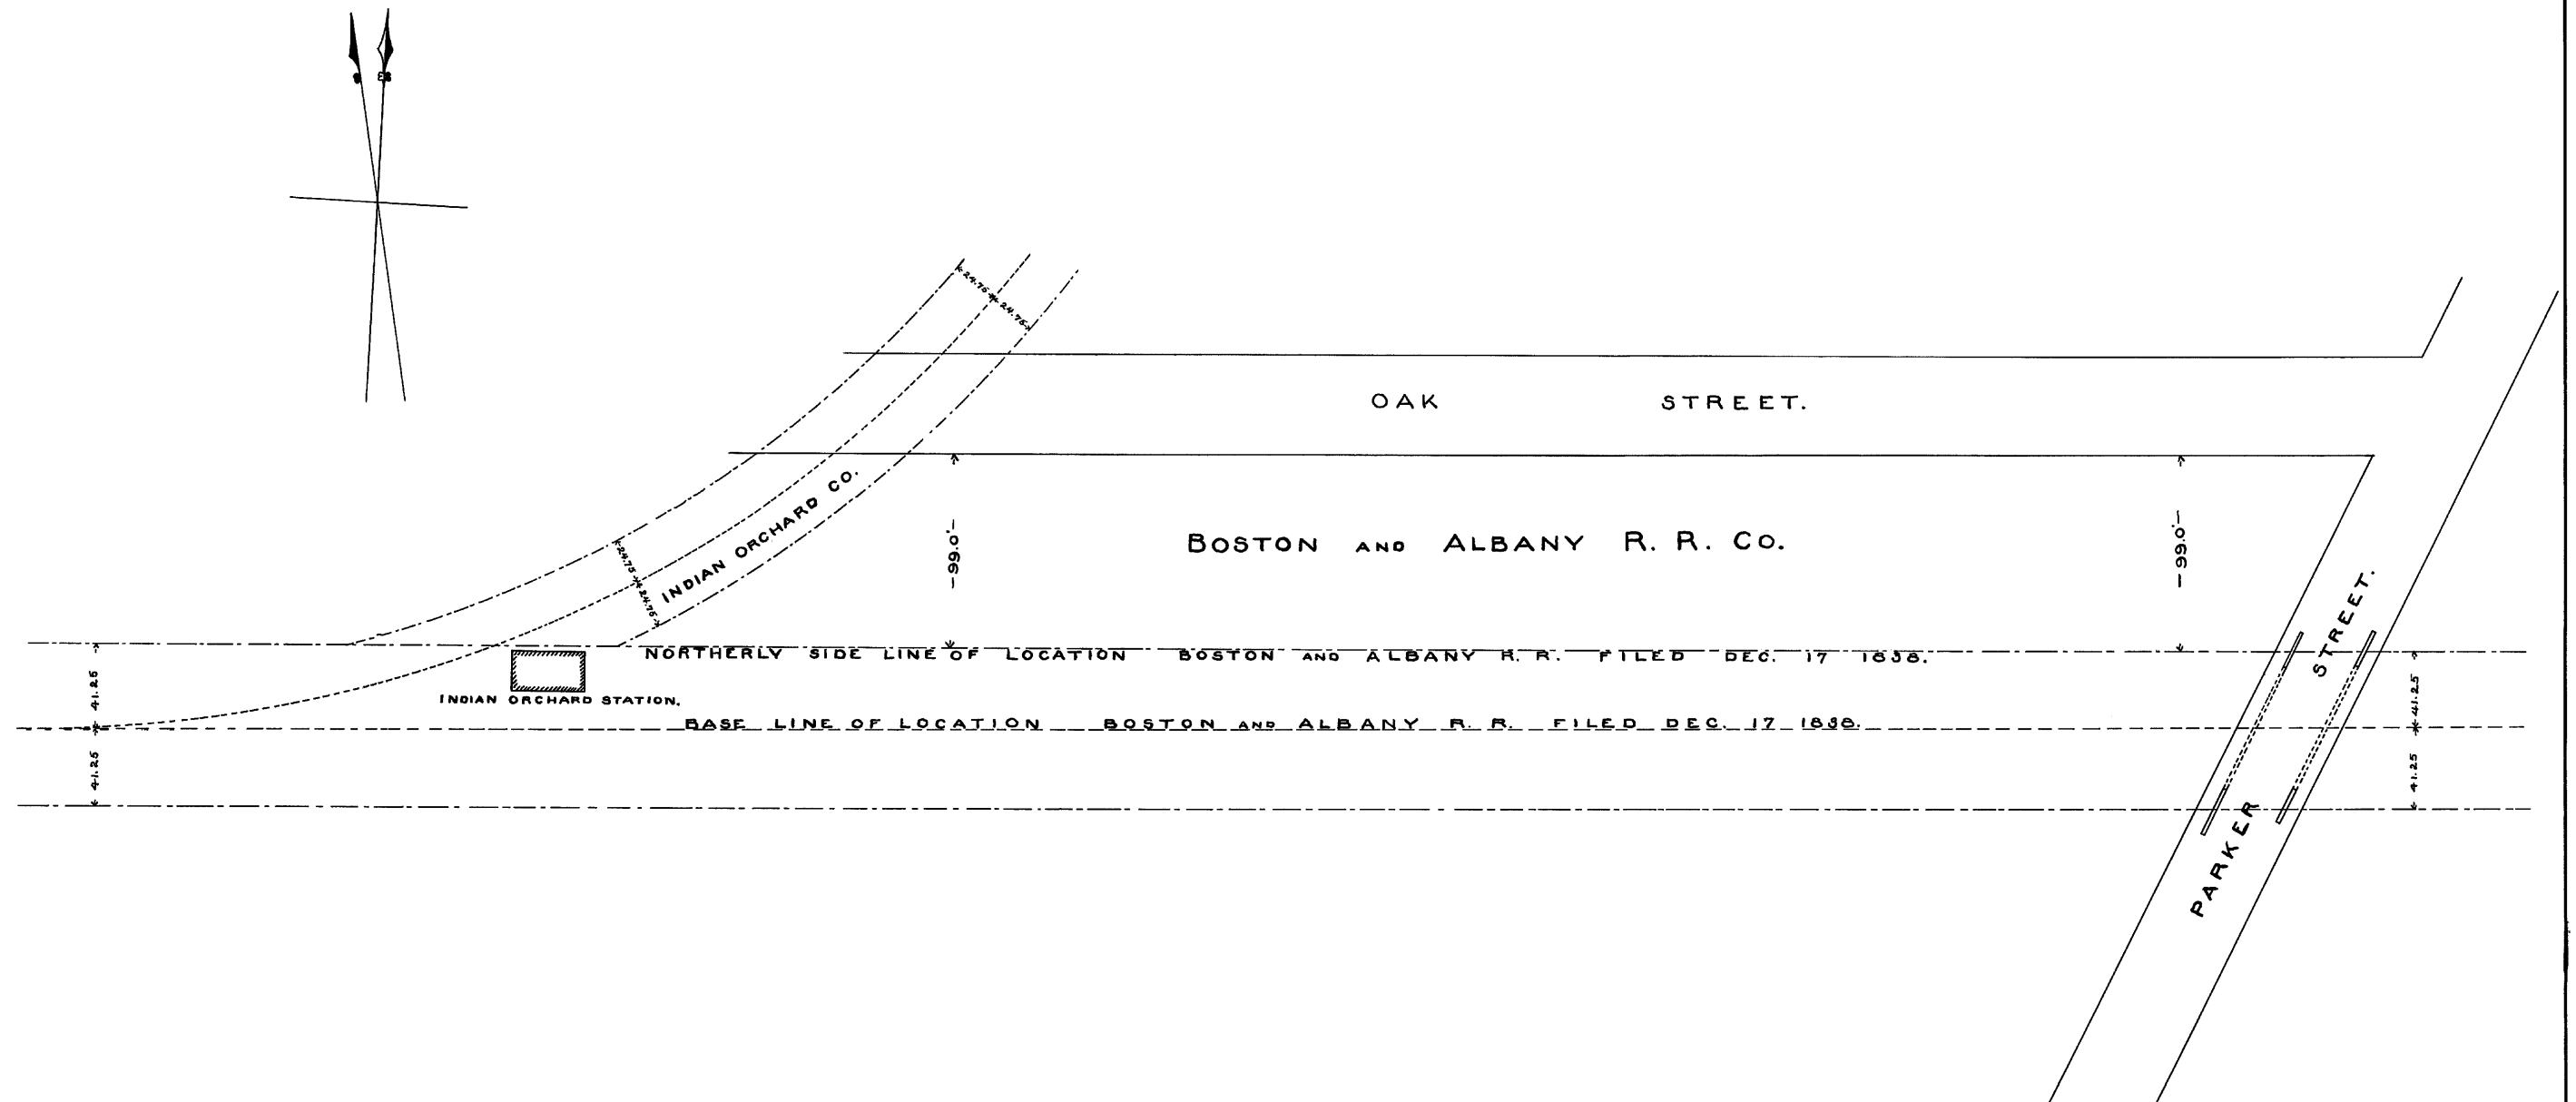 24.75 24.75
OAK STREET.
INDIAN ORCHARD CO.
24.75 24.75
-99.0'-
BOSTON AND ALBANY R. R. CO.
-99.0'-
NORTHERLY SIDE LINE OF LOCATION BOSTON AND ALBANY R. R. FILED DEC. 17 1838.
INDIAN ORCHARD STATION.
BASE LINE OF LOCATION BOSTON AND ALBANY R. R. FILED DEC. 17 1838.
41.25
41.25
41.25
41.25
PARKER STREET.